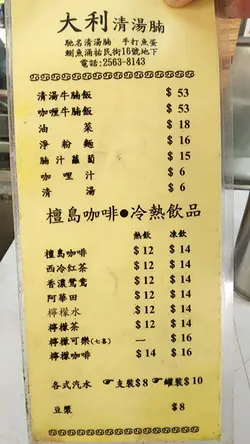 大利清湯腩
馳名清湯腩 手打魚蛋
鰂魚涌祐民街16號地下
電話:2563-8143
清湯牛腩飯 $ 53
咖喱牛腩飯 $ 53
油菜 $ 18
淨粉麵 $ 16
腩汁蘿蔔 $ 15
咖喱汁 $ 6
清湯 $ 6
檀島咖啡●冷熱飲品
熱飲 凍飲
檀島咖啡 $ 12 $ 14
西冷紅茶 $ 12 $ 14
香濃鴛鴦 $ 12 $ 14
阿華田 $ 12 $ 14
檸檬水 $ 12 $ 14
檸檬茶 $ 12 $ 14
檸檬可樂(七喜) — $ 16
檸檬咖啡 $ 14 $ 16
各式汽水 ☞支裝$ 8 ☞罐裝$ 10
豆漿 $ 8